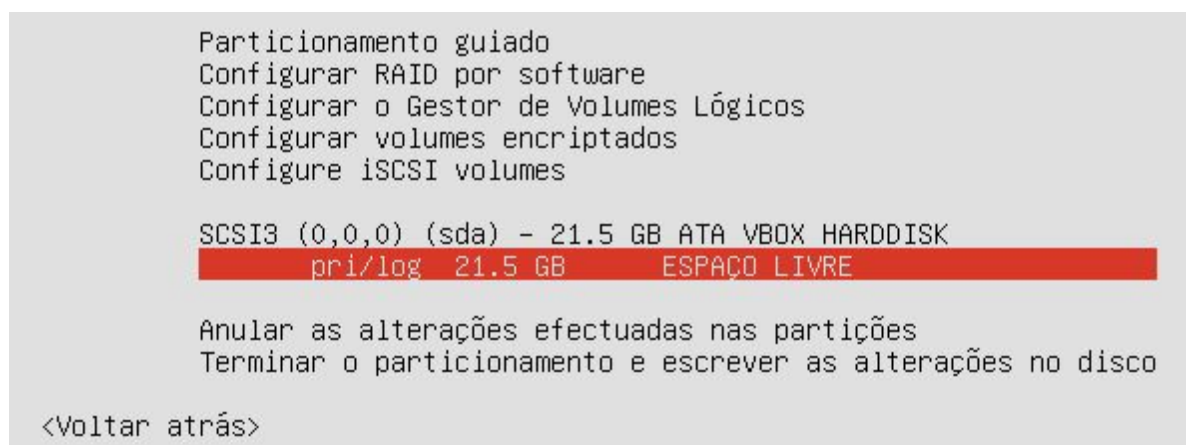 Particionamento guiado
Configurar RAID por software
Configurar o Gestor de Volumes Lógicos
Configurar volumes encriptados
Configure iSCSI volumes
SCSI3 (0,0,0) (sda) - 21.5 GB ATA VBOX HARDDISK
pri/log 21.5 GB ESPAÇO LIVRE
Anular as alterações efectuadas nas partições
Terminar o particionamento e escrever as alterações no disco
<Voltar atrás>